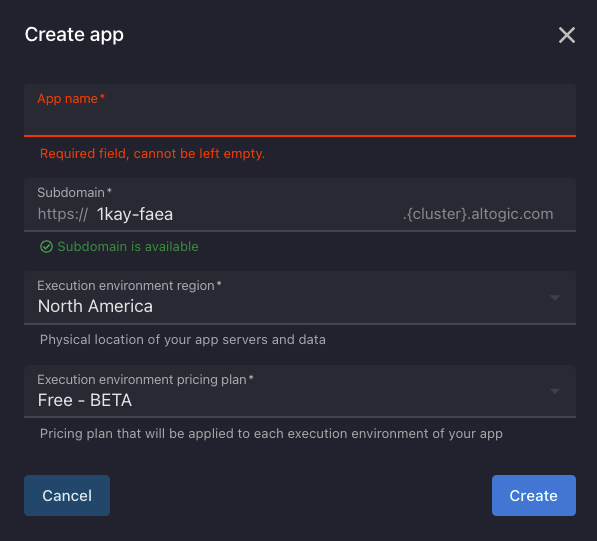 Create app
App name*
Required field, cannot be left empty.
Subdomain*
https:// 1kay-faea .{cluster}.altogic.com
Subdomain is available
Execution environment region*
North America
Physical location of your app servers and data
Execution environment pricing plan*
Free - BETA
Pricing plan that will be applied to each execution environment of your app
Cancel Create